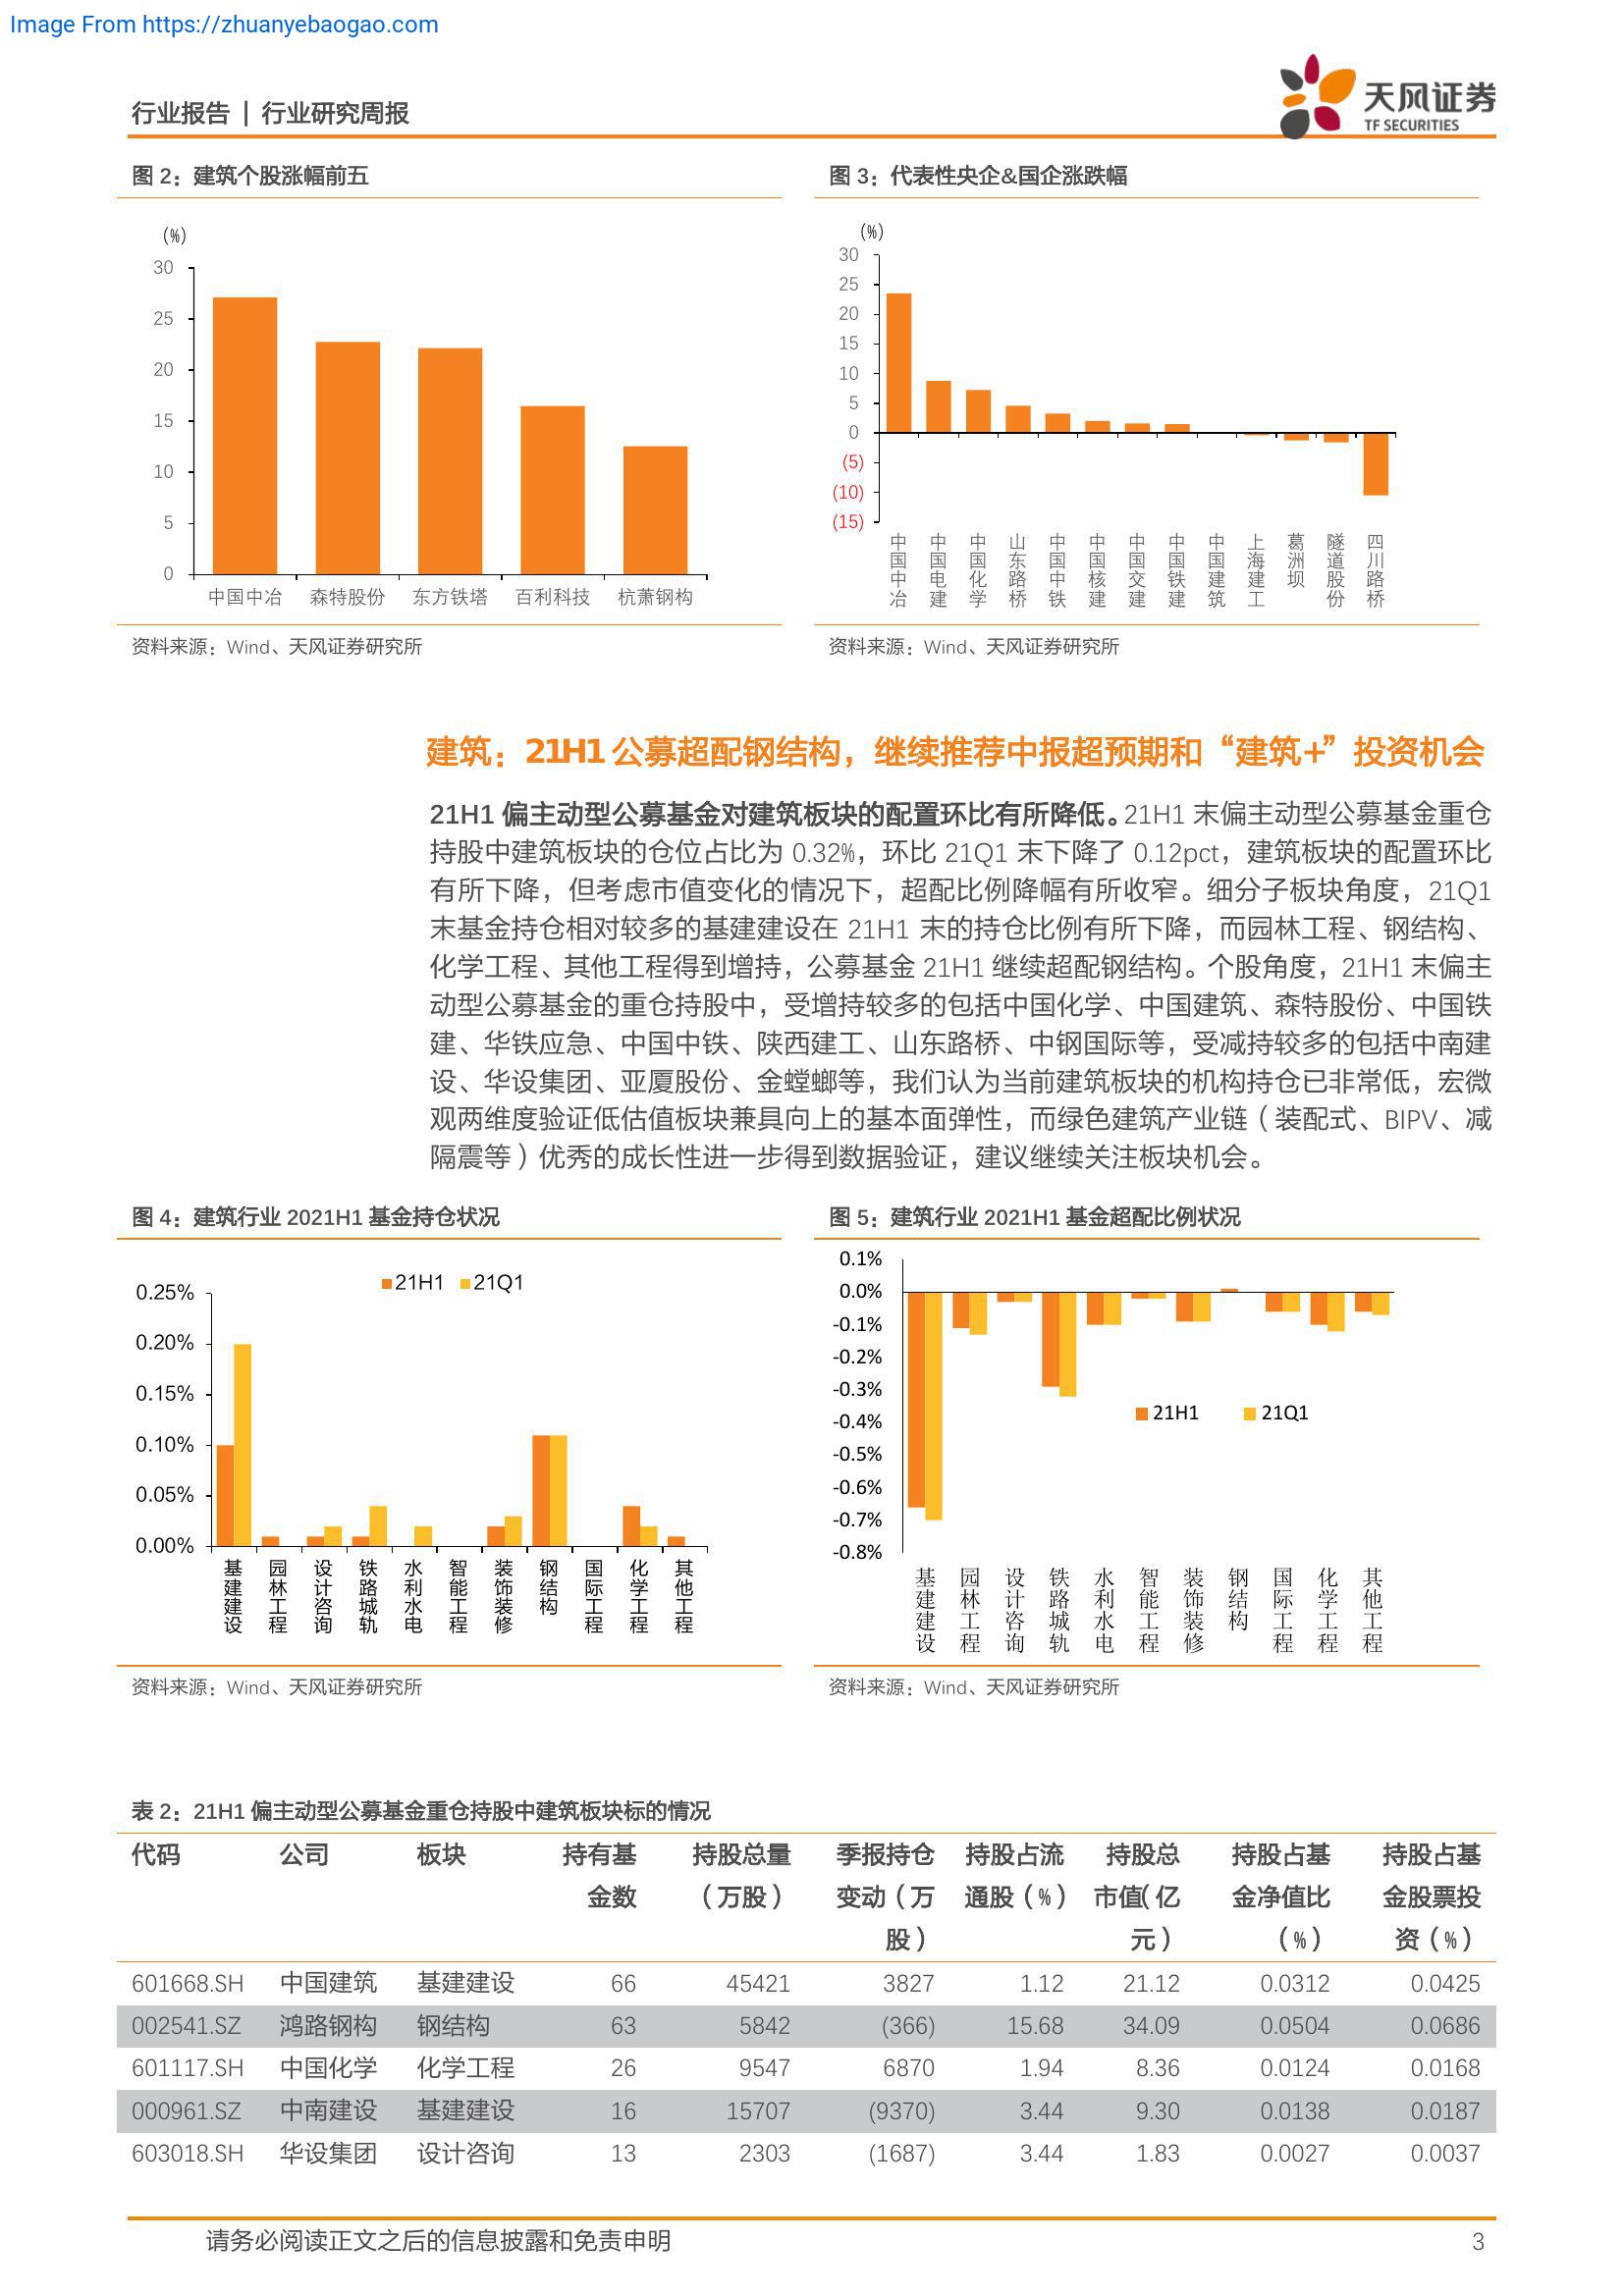 Image From https://zhuanyebaogao.com
行业报告 | 行业研究周报
天风证券
TF SECURITIES
图 2：建筑个股涨幅前五
(%)
30
25
20
15
10
5
0
中国中冶 森特股份 东方铁塔 百利科技 杭萧钢构
资料来源：Wind、天风证券研究所
图 3：代表性央企&国企涨跌幅
(%)
30
25
20
15
10
5
0
(5)
(10)
(15)
中国中冶 中国电建 中国化学 山东路桥 中国中铁 中国核建 中国交建 中国铁建 中国建筑 上海建工 葛洲坝 隧道股份 四川路桥
资料来源：Wind、天风证券研究所
建筑：21H1 公募超配钢结构，继续推荐中报超预期和“建筑+”投资机会
21H1 偏主动型公募基金对建筑板块的配置环比有所降低。21H1 末偏主动型公募基金重仓
持股中建筑板块的仓位占比为 0.32%，环比 21Q1 末下降了 0.12pct，建筑板块的配置环比
有所下降，但考虑市值变化的情况下，超配比例降幅有所收窄。细分子板块角度，21Q1
末基金持仓相对较多的基建建设在 21H1 末的持仓比例有所下降，而园林工程、钢结构、
化学工程、其他工程得到增持，公募基金 21H1 继续超配钢结构。个股角度，21H1 末偏主
动型公募基金的重仓持股中，受增持较多的包括中国化学、中国建筑、森特股份、中国铁
建、华铁应急、中国中铁、陕西建工、山东路桥、中钢国际等，受减持较多的包括中南建
设、华设集团、亚厦股份、金螳螂等，我们认为当前建筑板块的机构持仓已非常低，宏微
观两维度验证低估值板块兼具向上的基本面弹性，而绿色建筑产业链（装配式、BIPV、减
隔震等）优秀的成长性进一步得到数据验证，建议继续关注板块机会。
图 4：建筑行业 2021H1 基金持仓状况
21H1 21Q1
0.25%
0.20%
0.15%
0.10%
0.05%
0.00%
基建建设 园林工程 设计咨询 铁路城轨 水利水电 智能工程 装饰装修 钢结构 国际工程 化学工程 其他工程
资料来源：Wind、天风证券研究所
图 5：建筑行业 2021H1 基金超配比例状况
0.1%
0.0%
-0.1%
-0.2%
-0.3%
-0.4%
-0.5%
-0.6%
-0.7%
-0.8%
21H1 21Q1
基建建设 园林工程 设计咨询 铁路城轨 水利水电 智能工程 装饰装修 钢结构 国际工程 化学工程 其他工程
资料来源：Wind、天风证券研究所
表 2：21H1 偏主动型公募基金重仓持股中建筑板块标的情况
代码 公司 板块 持有基 持股总量 季报持仓 持股占流 持股总 持股占基 持股占基
金数 （万股） 变动（万 通股（%） 市值（亿 金净值比 金股票投
股） 元） （%） 资（%）
601668.SH 中国建筑 基建建设 66 45421 3827 1.12 21.12 0.0312 0.0425
002541.SZ 鸿路钢构 钢结构 63 5842 (366) 15.68 34.09 0.0504 0.0686
601117.SH 中国化学 化学工程 26 9547 6870 1.94 8.36 0.0124 0.0168
000961.SZ 中南建设 基建建设 16 15707 (9370) 3.44 9.30 0.0138 0.0187
603018.SH 华设集团 设计咨询 13 2303 (1687) 3.44 1.83 0.0027 0.0037
请务必阅读正文之后的信息披露和免责申明 3